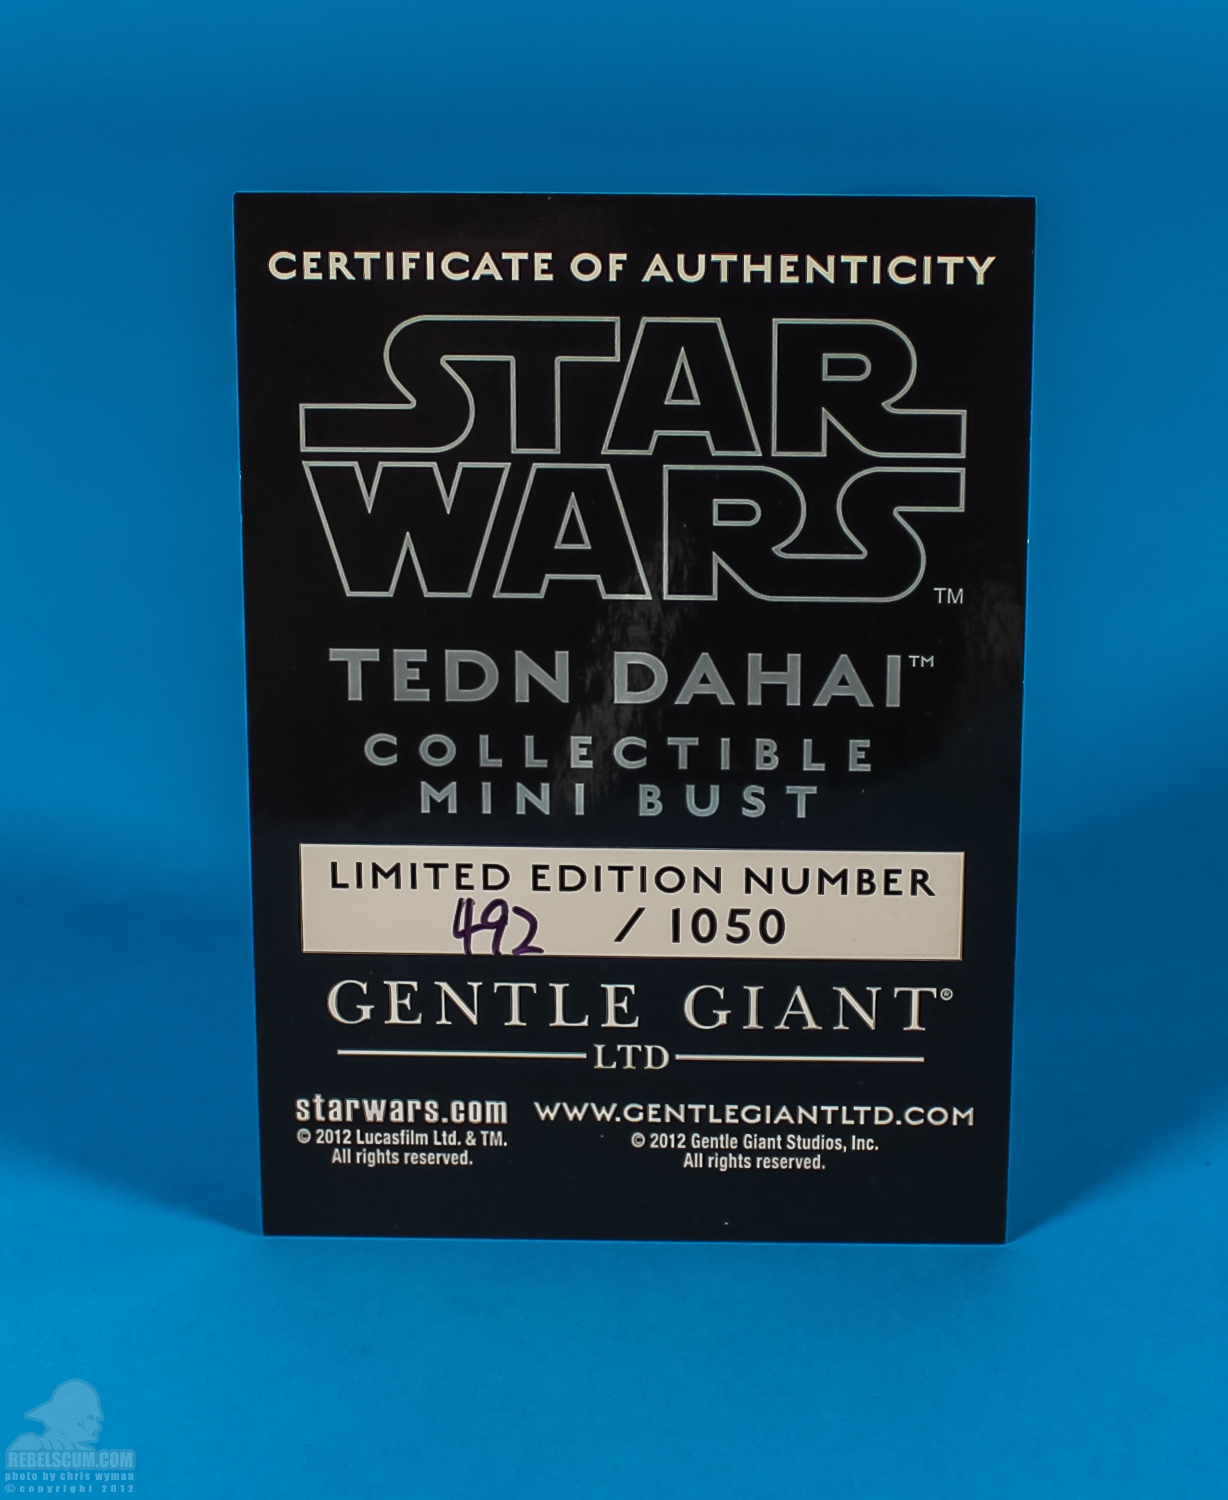 CERTIFICATE OF AUTHENTICITY
STAR
WARS TM
TEDN DAHAI™
COLLECTIBLE
MINI BUST
LIMITED EDITION NUMBER
492 / 1050
GENTLE GIANT®
LTD
starwars.com
© 2012 Lucasfilm Ltd. & TM.
All rights reserved.
WWW.GENTLEGIANTLTD.COM
© 2012 Gentle Giant Studios, Inc.
All rights reserved.
REBELSCUM.COM
photo by chris wyman
© copyright 2012